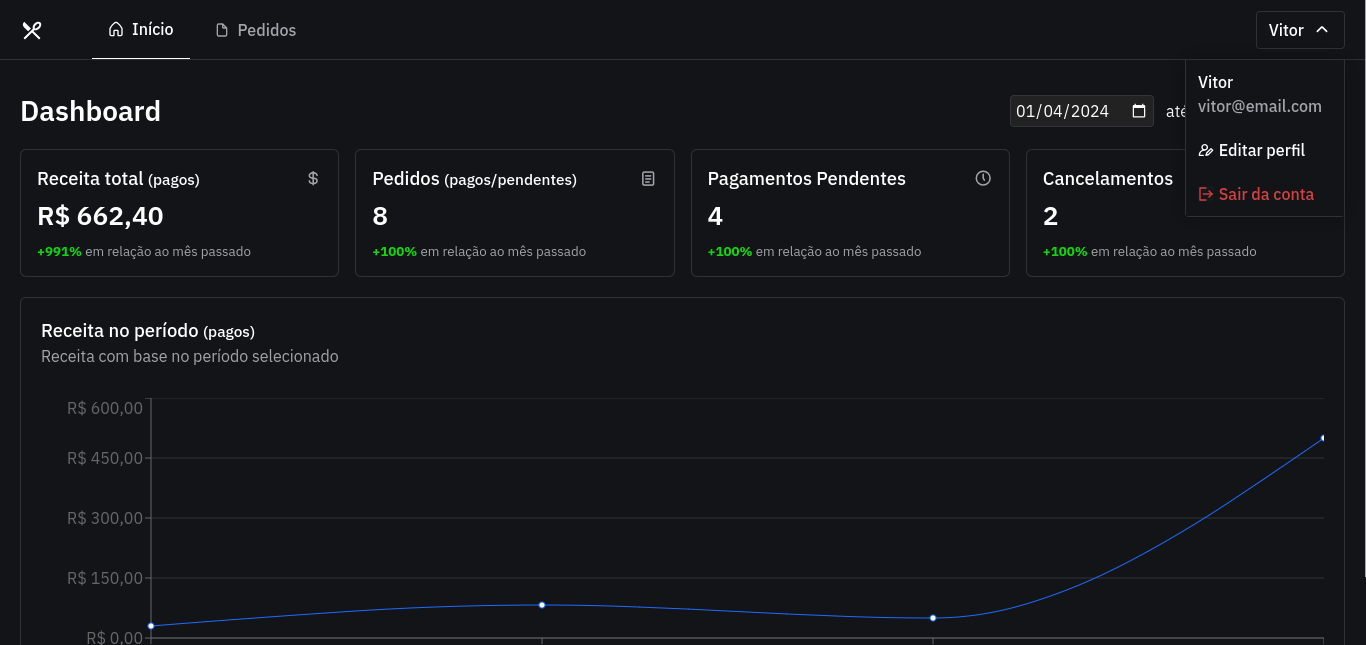 Início
Pedidos
Vitor
Vitor
vitor@email.com
Editar perfil
Sair da conta
Dashboard
01/04/2024
até
Receita total (pagos)
R$ 662,40
+991% em relação ao mês passado
Pedidos (pagos/pendentes)
8
+100% em relação ao mês passado
Pagamentos Pendentes
4
+100% em relação ao mês passado
Cancelamentos
2
+100% em relação ao mês passado
Receita no período (pagos)
Receita com base no período selecionado
R$ 600,00
R$ 450,00
R$ 300,00
R$ 150,00
R$ 0,00